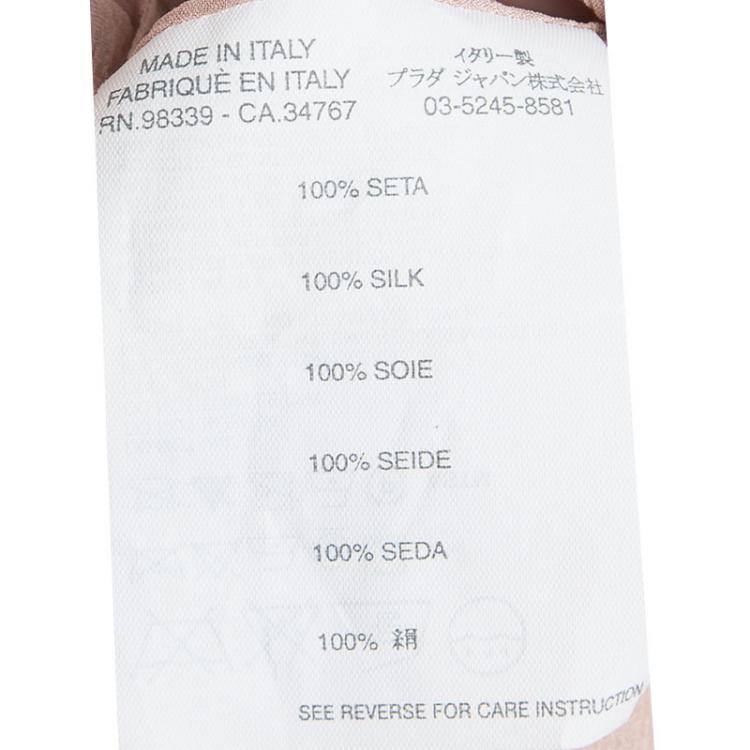 MADE IN ITALY
FABRIQUÈ EN ITALY
RN.98339 - CA.34767
イタリー製
プラダ ジャパン株式会社
03-5245-8581
100% SETA
100% SILK
100% SOIE
100% SEIDE
100% SEDA
100% 絹
SEE REVERSE FOR CARE INSTRUCTION